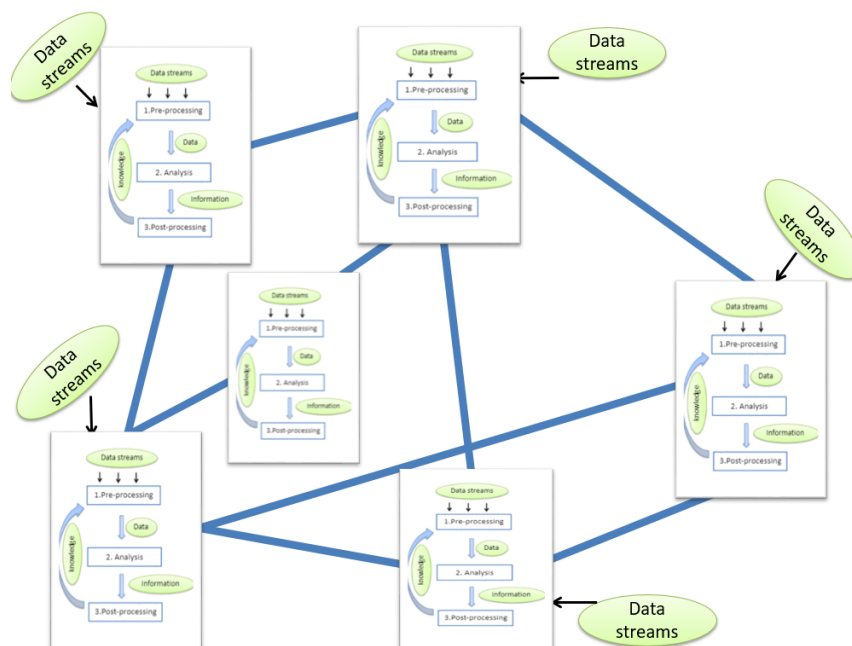 Data
streams
Data streams
1.Pre-processing
Data
knowledge
2. Analysis
Information
3.Post-processing
Data
streams
Data streams
1.Pre-processing
Data
knowledge
2. Analysis
Information
3.Post-processing
Data
streams
Data streams
1.Pre-processing
Data
knowledge
2. Analysis
Information
3.Post-processing
Data streams
1.Pre-processing
Data
knowledge
2. Analysis
Information
3.Post-processing
Data
streams
Data streams
1.Pre-processing
Data
knowledge
2. Analysis
Information
3.Post-processing
Data streams
1.Pre-processing
Data
knowledge
2. Analysis
Information
3.Post-processing
Data
streams